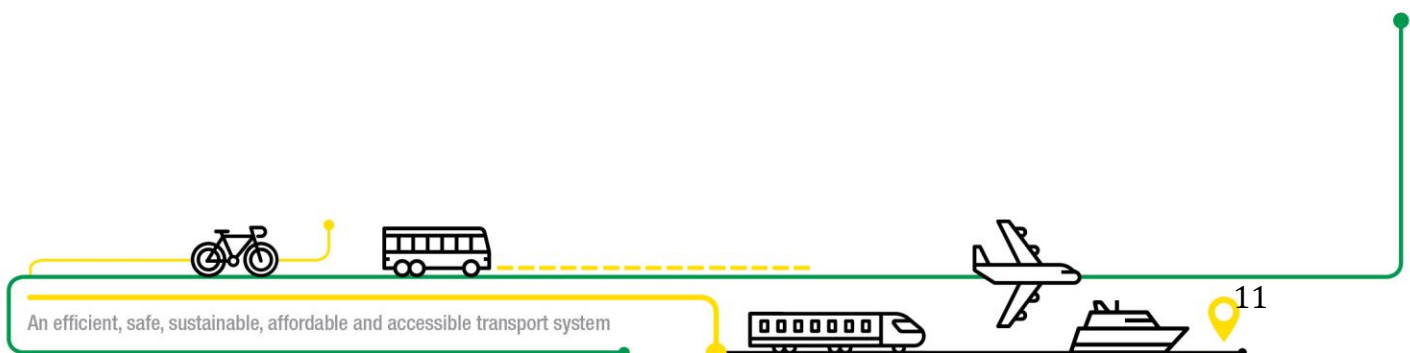 11
An efficient, safe, sustainable, affordable and accessible transport system